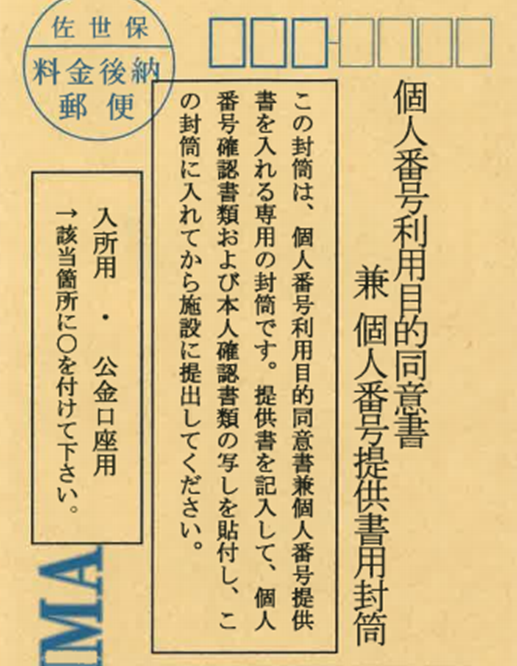 佐世保
料金後納
郵便
個人番号利用目的同意書
兼 個人番号提供書用封筒
この封筒は、個人番号利用目的同意書兼個人番号提供
書を入れる専用の封筒です。提供書を記入して、個人
番号確認書類および本人確認書類の写しを貼付し、こ
の封筒に入れてから施設に提出してください。
入所用 ・ 公金口座用
→該当箇所に○を付けて下さい。
IMA